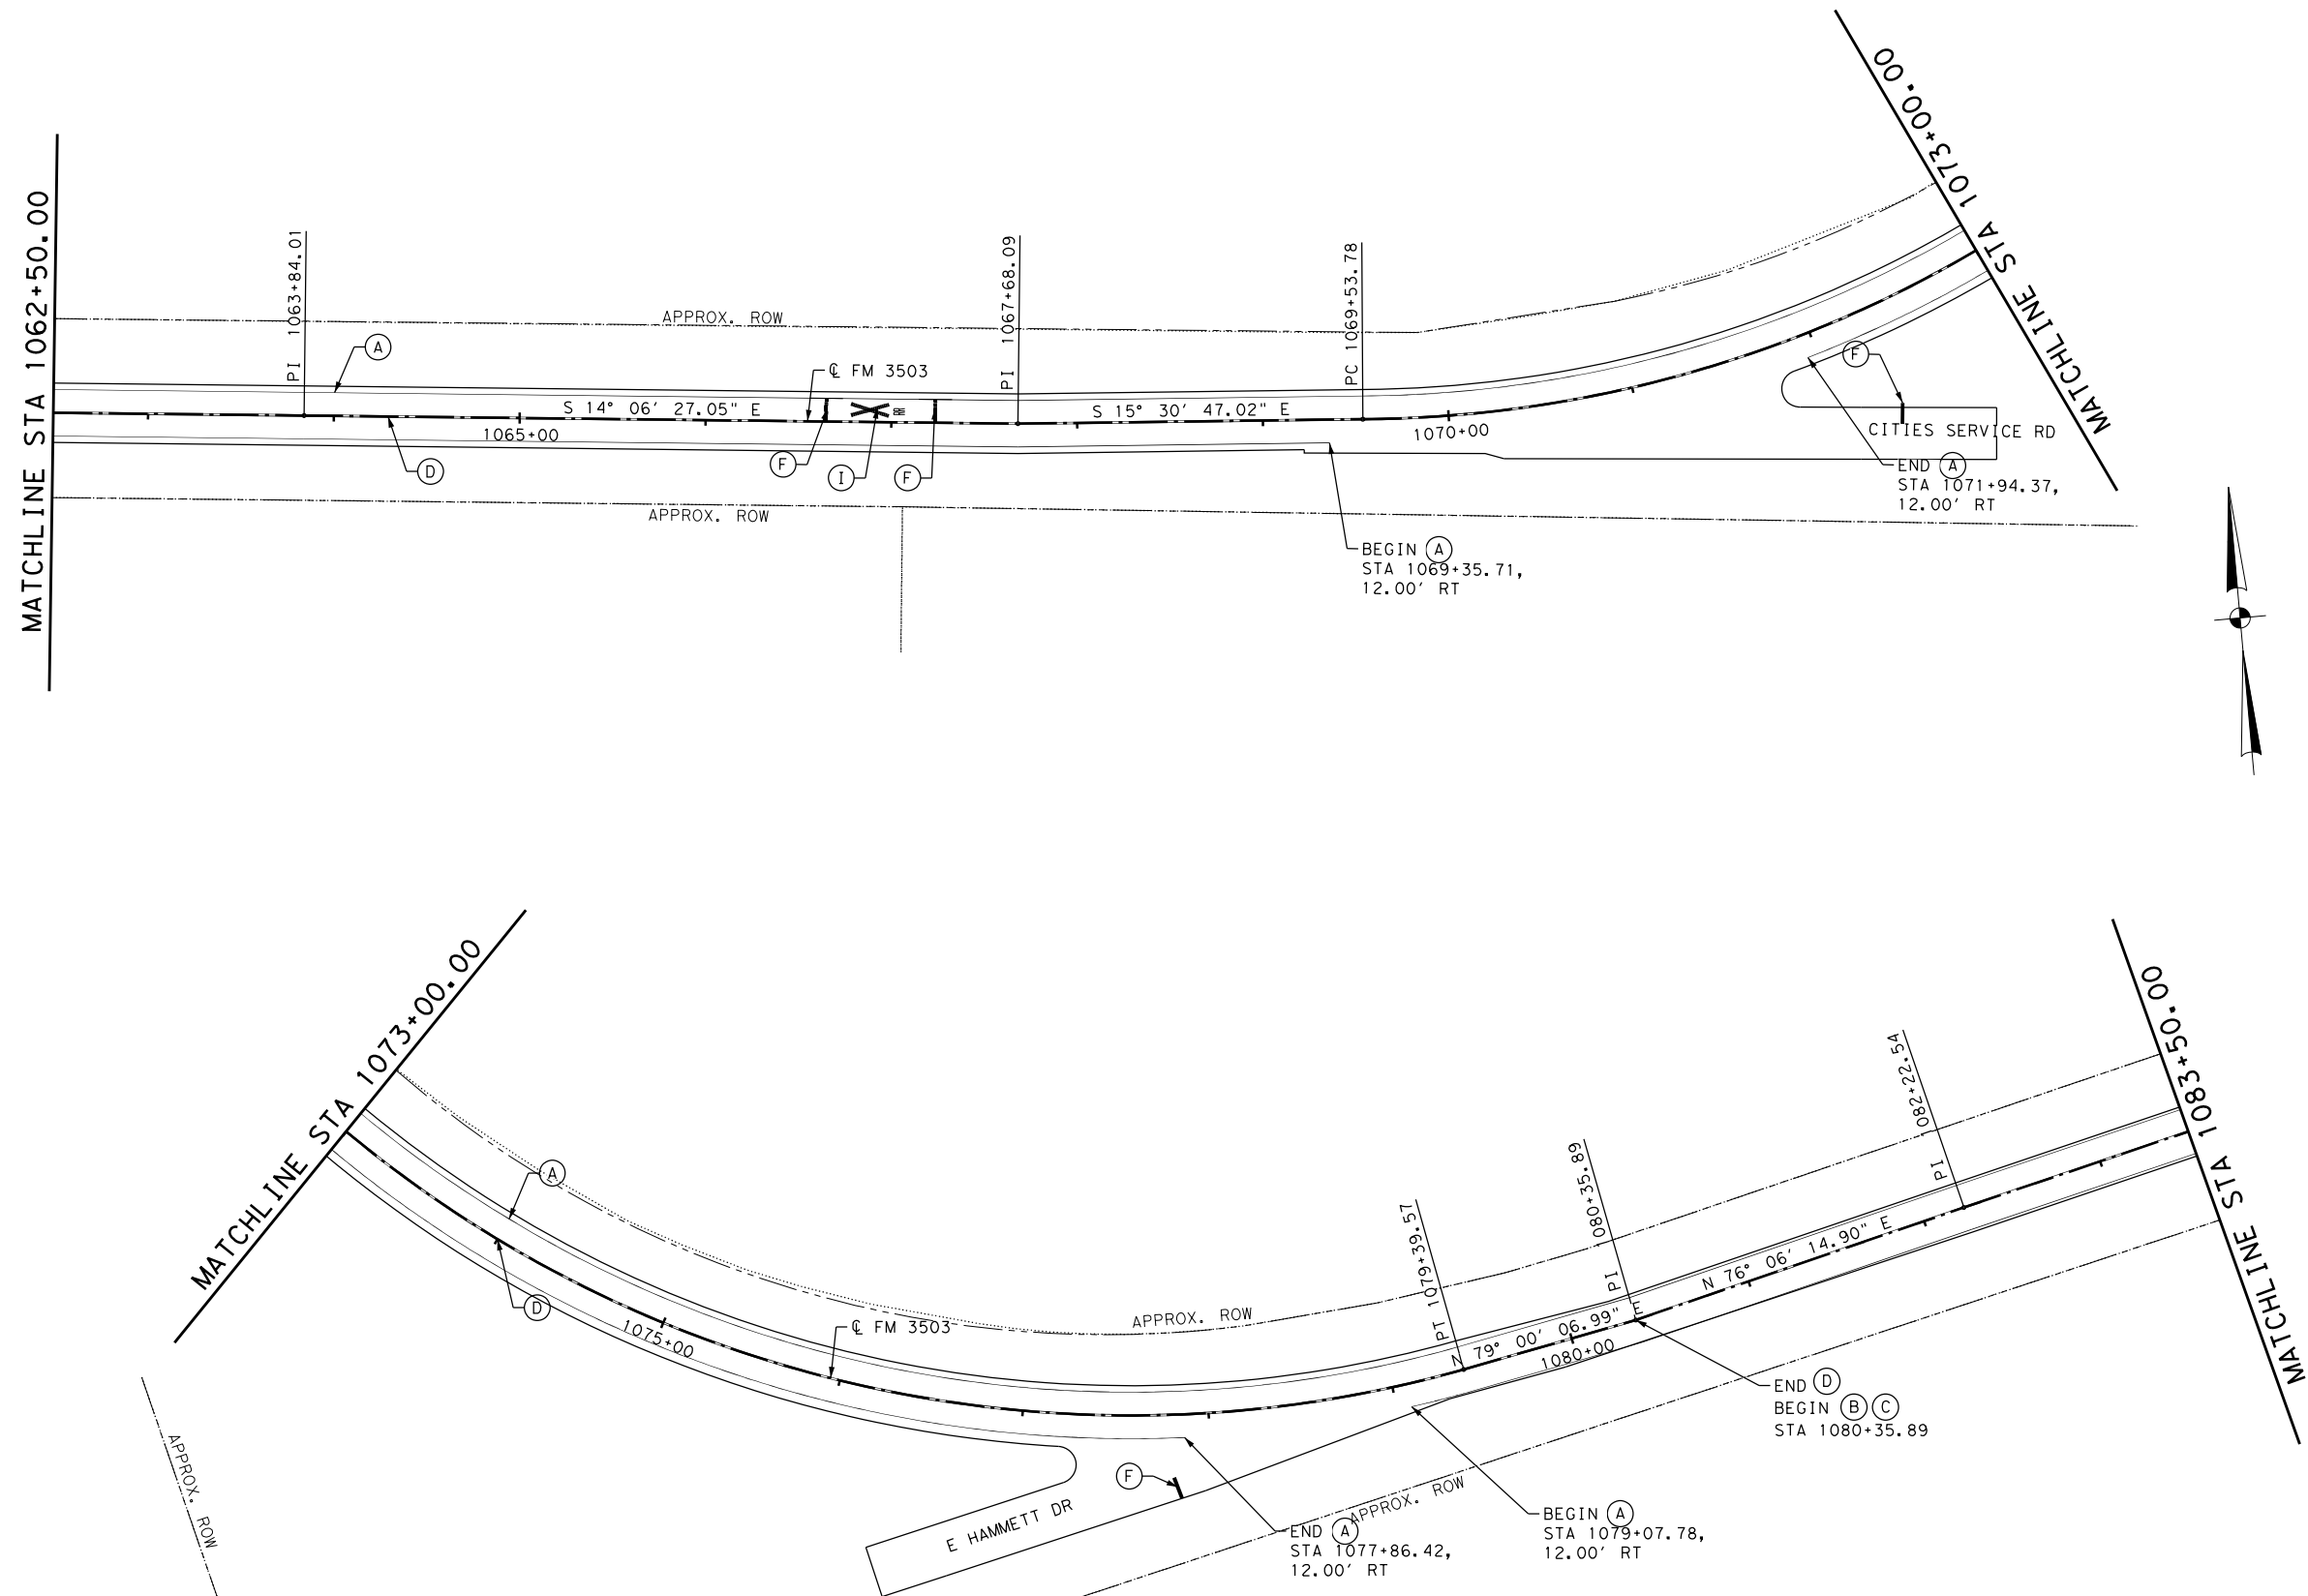 MATCHLINE STA 1062+50.00
PI 1063+84.01
APPROX. ROW
A
D
S 14° 06' 27.05" E
1065+00
℄ FM 3503
F
I
F
PI 1067+68.09
S 15° 30' 47.02" E
PC 1069+53.78
1070+00
APPROX. ROW
BEGIN A
STA 1069+35.71,
12.00' RT
F
CITIES SERVICE RD
END A
STA 1071+94.37,
12.00' RT
MATCHLINE STA 1073+00.00
MATCHLINE STA 1073+00.00
A
D
1075+00
℄ FM 3503
APPROX. ROW
APPROX. ROW
E HAMMETT DR
F
END A
STA 1077+86.42,
12.00' RT
APPROX. ROW
PT 1079+39.57
N 79° 00' 06.99" E
1080+00
PI 080+35.89
N 76° 06' 14.90" E
PI 082+22.54
END D
BEGIN B C
STA 1080+35.89
BEGIN A
STA 1079+07.78,
12.00' RT
MATCHLINE STA 1083+50.00